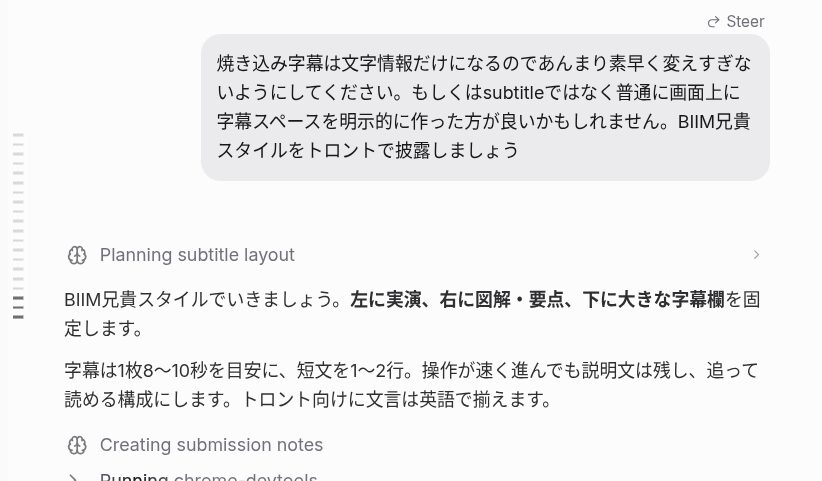 Steer
焼き込み字幕は文字情報だけになるのであんまり素早く変えすぎな
いようにしてください。もしくはsubtitleではなく普通に画面上に
字幕スペースを明示的に作った方が良いかもしれません。BIIM兄貴
スタイルをトロントで披露しましょう
Planning subtitle layout
BIIM兄貴スタイルでいきましょう。左に実演、右に図解・要点、下に大きな字幕欄を固
定します。
字幕は1枚8〜10秒を目安に、短文を1〜2行。操作が速く進んでも説明文は残し、追って
読める構成にします。トロント向けに文言は英語で揃えます。
Creating submission notes
Running chrome-devtools